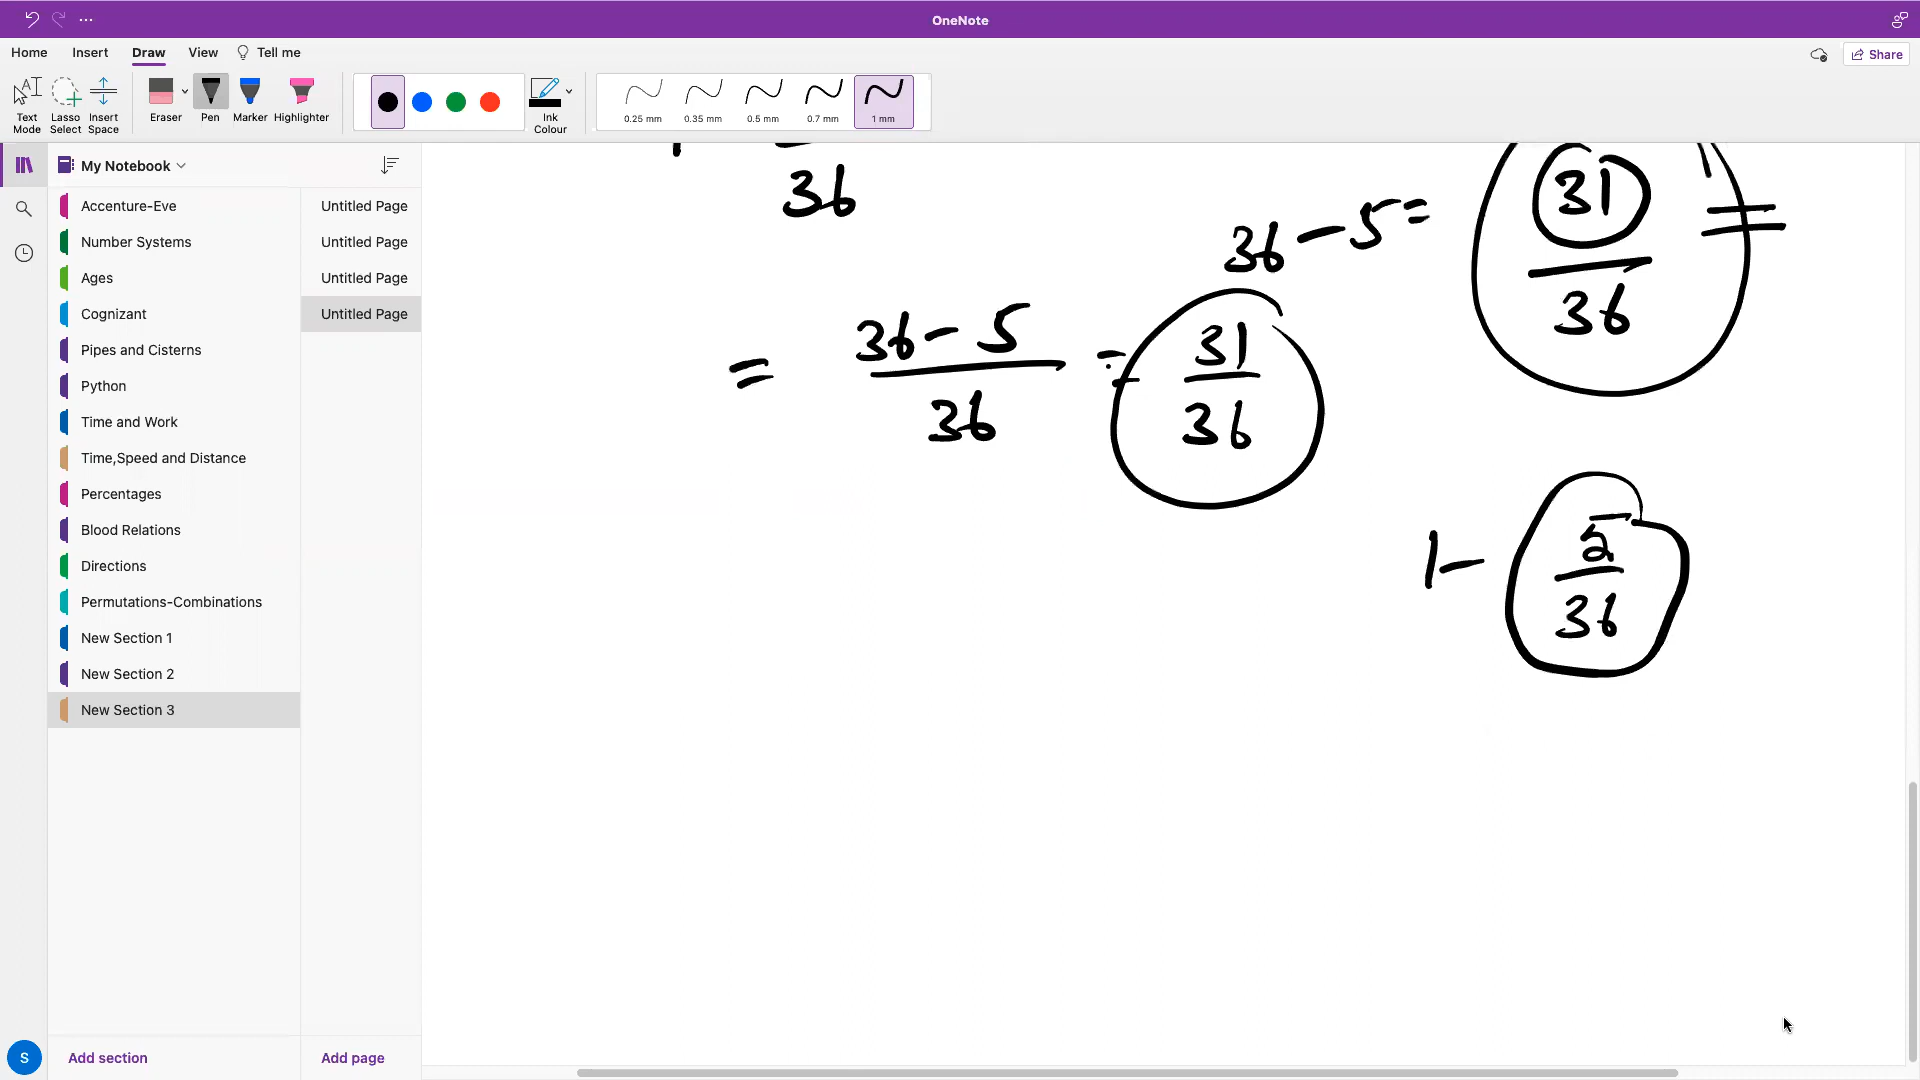 OneNote
Home Insert Draw View Tell me
Share
Text Mode
Lasso Select
Insert Space
Eraser
Pen
Marker
Highlighter
Ink Colour
0.25 mm
0.35 mm
0.5 mm
0.7 mm
1 mm
My Notebook
Accenture-Eve
Number Systems
Ages
Cognizant
Pipes and Cisterns
Python
Time and Work
Time,Speed and Distance
Percentages
Blood Relations
Directions
Permutations-Combinations
New Section 1
New Section 2
New Section 3
Add section
Untitled Page
Untitled Page
Untitled Page
Untitled Page
Add page
S
36
36 - 5 =
31
36
=
36 - 5
36
=
31
36
1 -
5
36